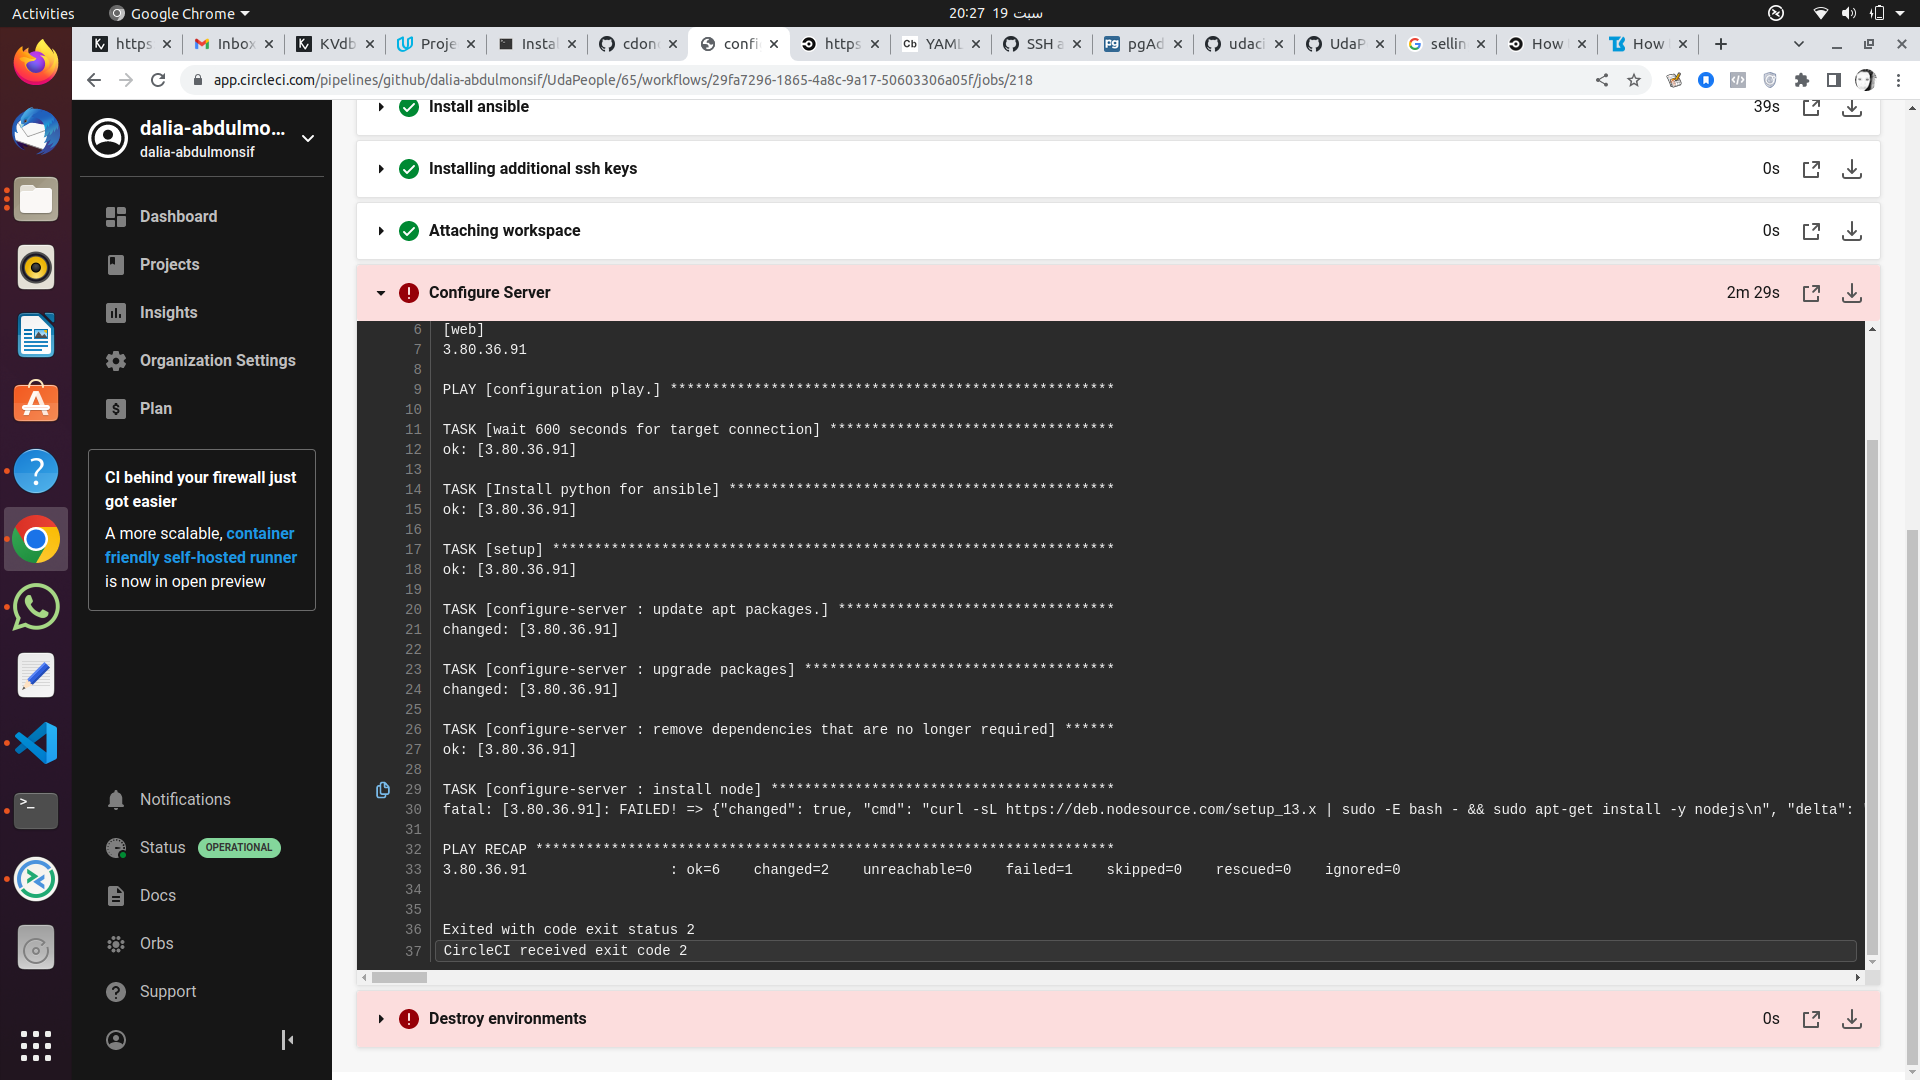 Activities
Google Chrome
20:27 19 سبت
https
Inbox
KVdb
Proje
Instal
cdon
confi
https
YAML
SSH a
pgAd
udaci
UdaP
sellin
How
How
app.circleci.com/pipelines/github/dalia-abdulmonsif/UdaPeople/65/workflows/29fa7296-1865-4a8c-9a17-50603306a05f/jobs/218
dalia-abdulmo...
dalia-abdulmonsif
Dashboard
Projects
Insights
Organization Settings
Plan
CI behind your firewall just
got easier
A more scalable, container
friendly self-hosted runner
is now in open preview
Notifications
Status OPERATIONAL
Docs
Orbs
Support
Install ansible 39s
Installing additional ssh keys 0s
Attaching workspace 0s
Configure Server 2m 29s
6 [web]
7 3.80.36.91
8
9 PLAY [configuration play.] *****************************************************
10
11 TASK [wait 600 seconds for target connection] **********************************
12 ok: [3.80.36.91]
13
14 TASK [Install python for ansible] **********************************************
15 ok: [3.80.36.91]
16
17 TASK [setup] *******************************************************************
18 ok: [3.80.36.91]
19
20 TASK [configure-server : update apt packages.] *********************************
21 changed: [3.80.36.91]
22
23 TASK [configure-server : upgrade packages] *************************************
24 changed: [3.80.36.91]
25
26 TASK [configure-server : remove dependencies that are no longer required] ******
27 ok: [3.80.36.91]
28
29 TASK [configure-server : install node] *****************************************
30 fatal: [3.80.36.91]: FAILED! => {"changed": true, "cmd": "curl -sL https://deb.nodesource.com/setup_13.x | sudo -E bash - && sudo apt-get install -y nodejs\n", "delta": "
31
32 PLAY RECAP *********************************************************************
33 3.80.36.91 : ok=6 changed=2 unreachable=0 failed=1 skipped=0 rescued=0 ignored=0
34
35
36 Exited with code exit status 2
37 CircleCI received exit code 2
Destroy environments 0s